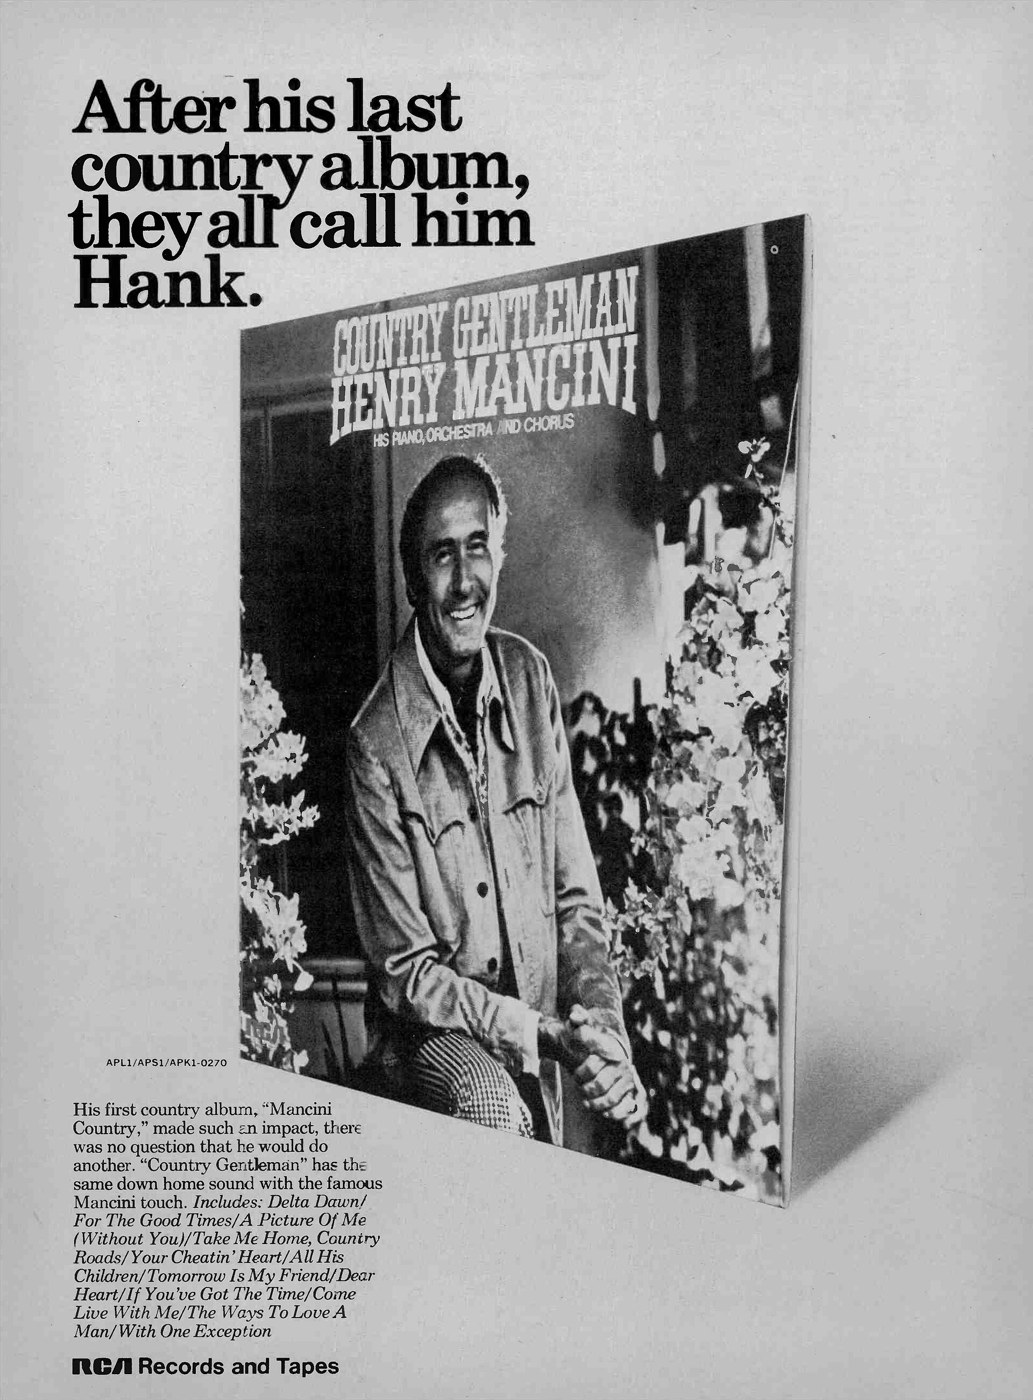 After his last
country album,
they all call him
Hank.
COUNTRY GENTLEMAN
HENRY MANCINI
HIS PIANO, ORCHESTRA AND CHORUS
RCA
APL1/APS1/APK1-0270
His first country album, "Mancini
Country," made such an impact, there
was no question that he would do
another. "Country Gentleman" has the
same down home sound with the famous
Mancini touch. Includes: Delta Dawn/
For The Good Times/A Picture Of Me
(Without You)/Take Me Home, Country
Roads/Your Cheatin' Heart/All His
Children/Tomorrow Is My Friend/Dear
Heart/If You've Got The Time/Come
Live With Me/The Ways To Love A
Man/With One Exception
RCA Records and Tapes